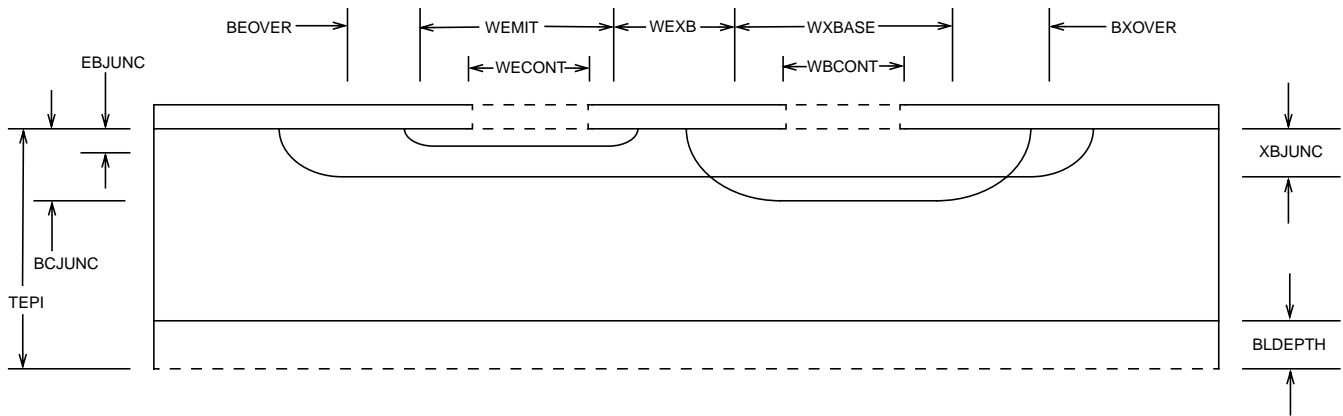 BEOVER WEMIT WEXB WXBASE BXOVER
EBJUNC WECONT WBCONT
XBJUNC
BCJUNC
TEPI
BLDEPTH